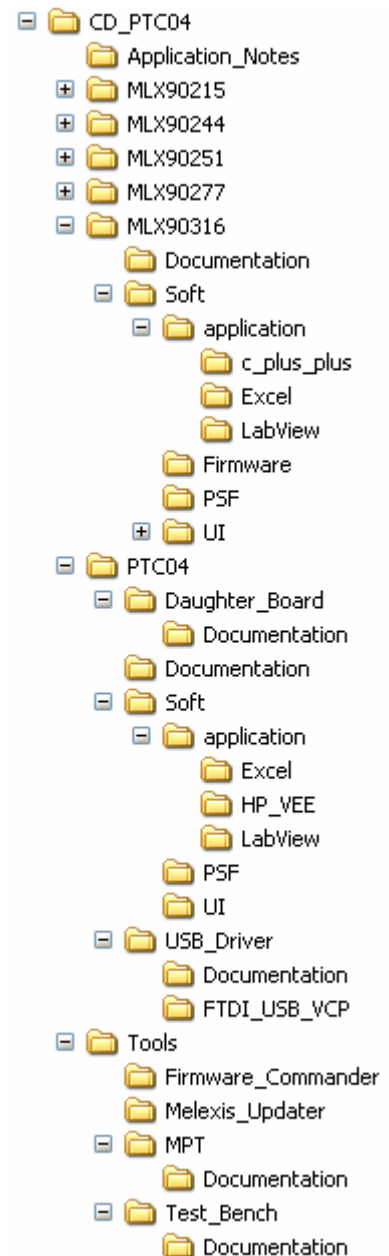 CD_PTC04
Application_Notes
MLX90215
MLX90244
MLX90251
MLX90277
MLX90316
Documentation
Soft
application
c_plus_plus
Excel
LabView
Firmware
PSF
UI
PTC04
Daughter_Board
Documentation
Documentation
Soft
application
Excel
HP_VEE
LabView
PSF
UI
USB_Driver
Documentation
FTDI_USB_VCP
Tools
Firmware_Commander
Melexis_Updater
MPT
Documentation
Test_Bench
Documentation